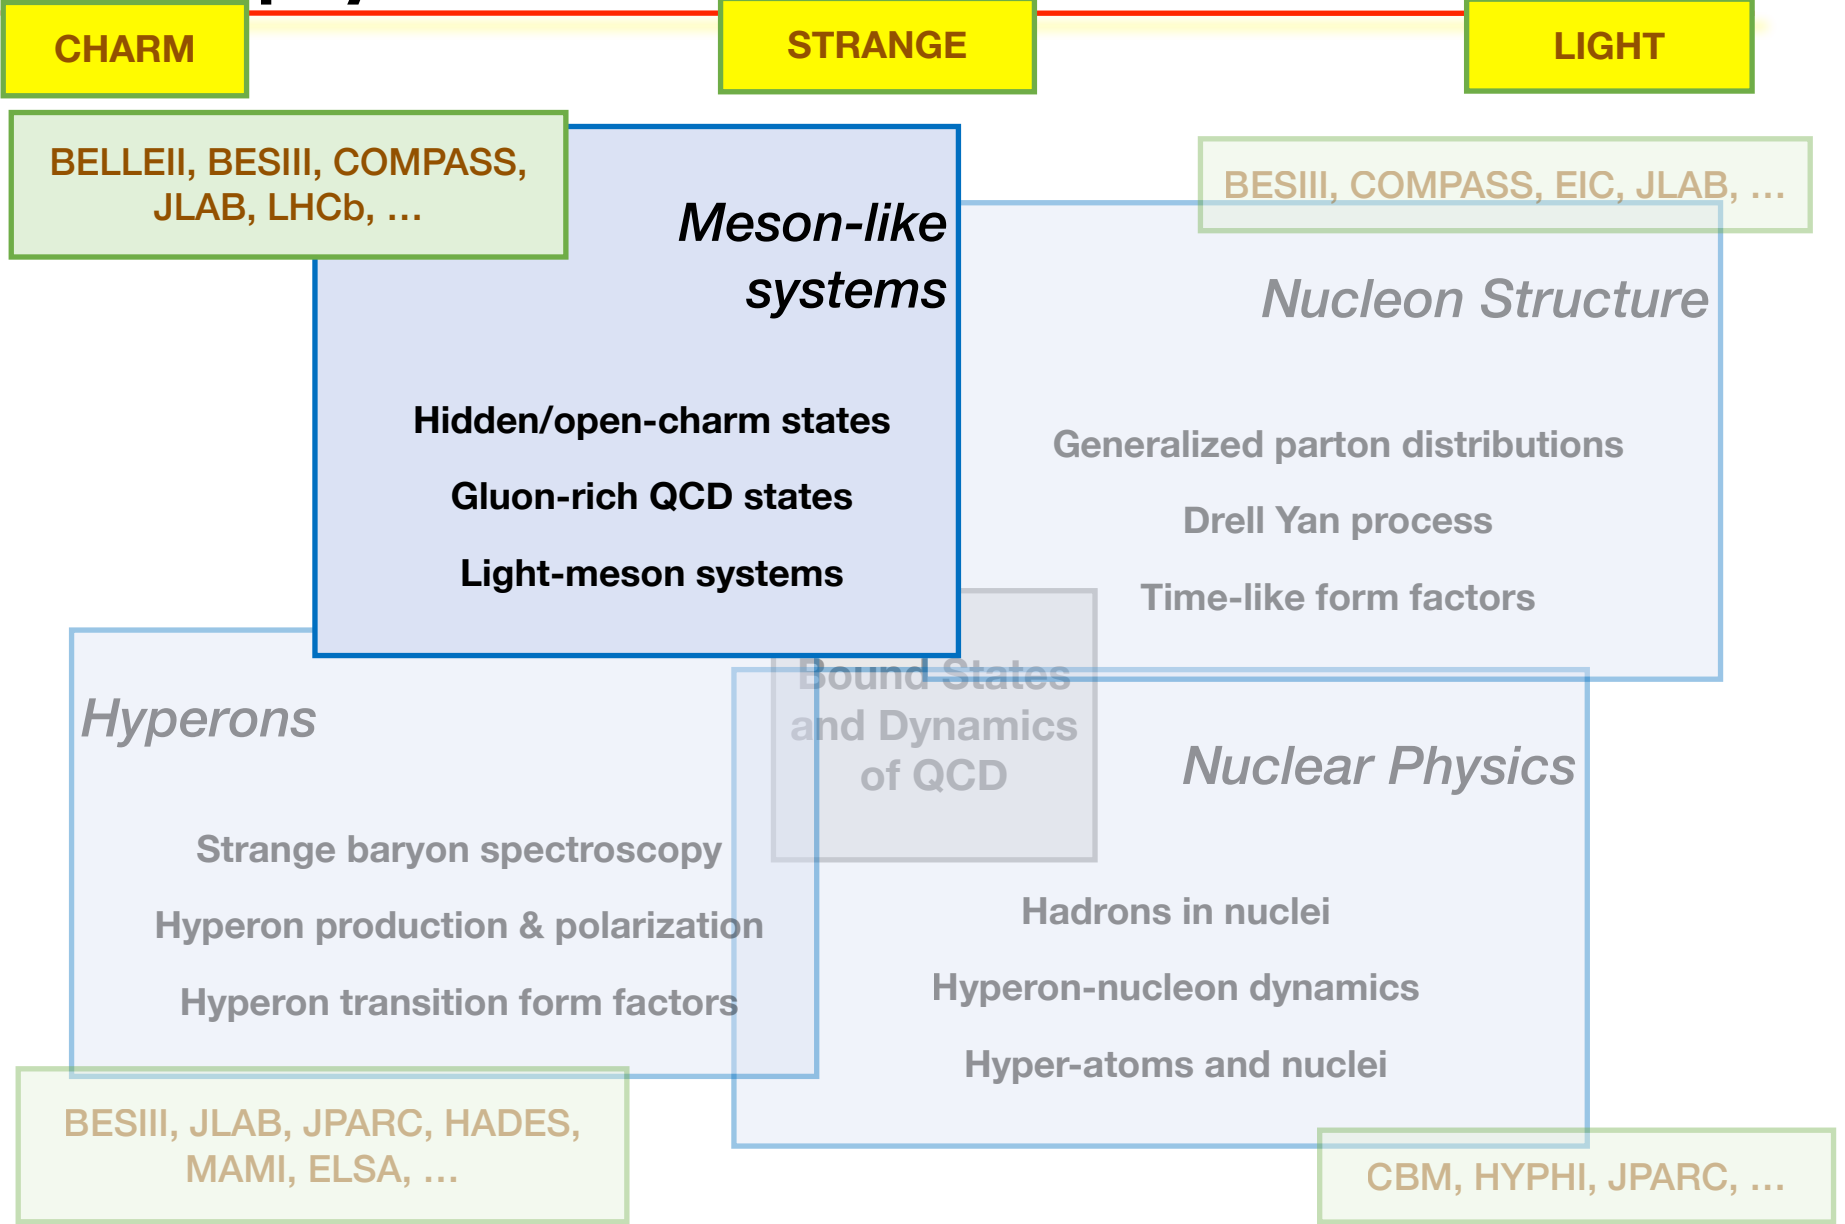 CHARM
STRANGE
LIGHT
BELLEII, BESIII, COMPASS,
JLAB, LHCb, …
Meson-like
systems
Hidden/open-charm states
Gluon-rich QCD states
Light-meson systems
BESIII, COMPASS, EIC, JLAB, …
Nucleon Structure
Generalized parton distributions
Drell Yan process
Time-like form factors
Bound States
and Dynamics
of QCD
Hyperons
Strange baryon spectroscopy
Hyperon production & polarization
Hyperon transition form factors
BESIII, JLAB, JPARC, HADES,
MAMI, ELSA, …
Nuclear Physics
Hadrons in nuclei
Hyperon-nucleon dynamics
Hyper-atoms and nuclei
CBM, HYPHI, JPARC, …